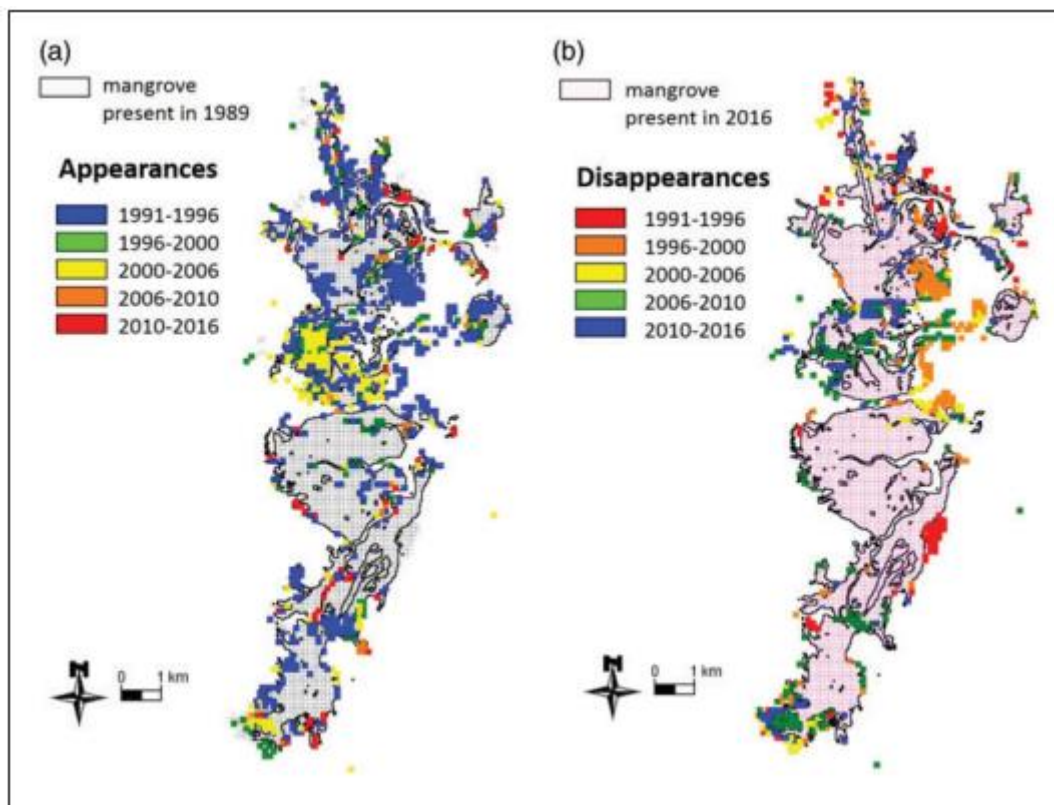 (a)
mangrove
present in 1989
Appearances
1991-1996
1996-2000
2000-2006
2006-2010
2010-2016
N
0 1 km
(b)
mangrove
present in 2016
Disappearances
1991-1996
1996-2000
2000-2006
2006-2010
2010-2016
N
0 1 km